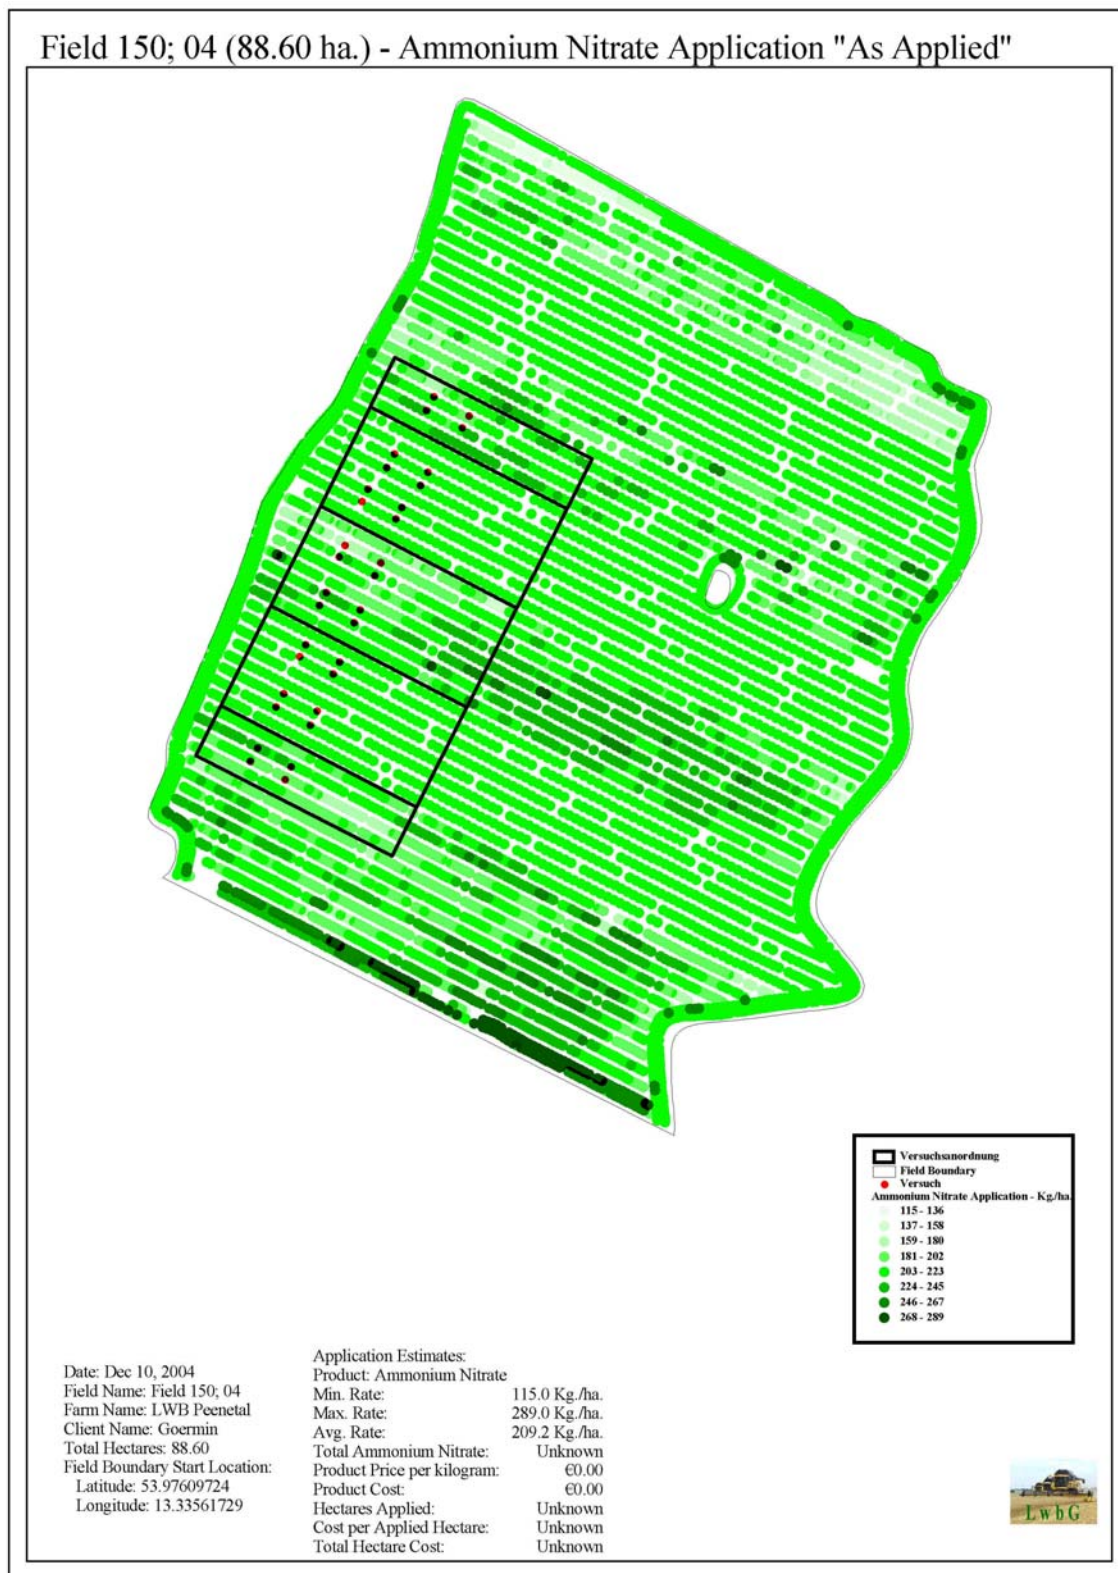 Field 150; 04 (88.60 ha.) - Ammonium Nitrate Application "As Applied"
Versuchsanordnung
Field Boundary
Versuch
Ammonium Nitrate Application - Kg./ha.
115 - 136
137 - 158
159 - 180
181 - 202
203 - 223
224 - 245
246 - 267
268 - 289
Date: Dec 10, 2004
Field Name: Field 150; 04
Farm Name: LWB Peenetal
Client Name: Goermin
Total Hectares: 88.60
Field Boundary Start Location:
Latitude: 53.97609724
Longitude: 13.33561729
Application Estimates:
Product: Ammonium Nitrate
Min. Rate: 115.0 Kg./ha.
Max. Rate: 289.0 Kg./ha.
Avg. Rate: 209.2 Kg./ha.
Total Ammonium Nitrate: Unknown
Product Price per kilogram: €0.00
Product Cost: €0.00
Hectares Applied: Unknown
Cost per Applied Hectare: Unknown
Total Hectare Cost: Unknown
LwbG